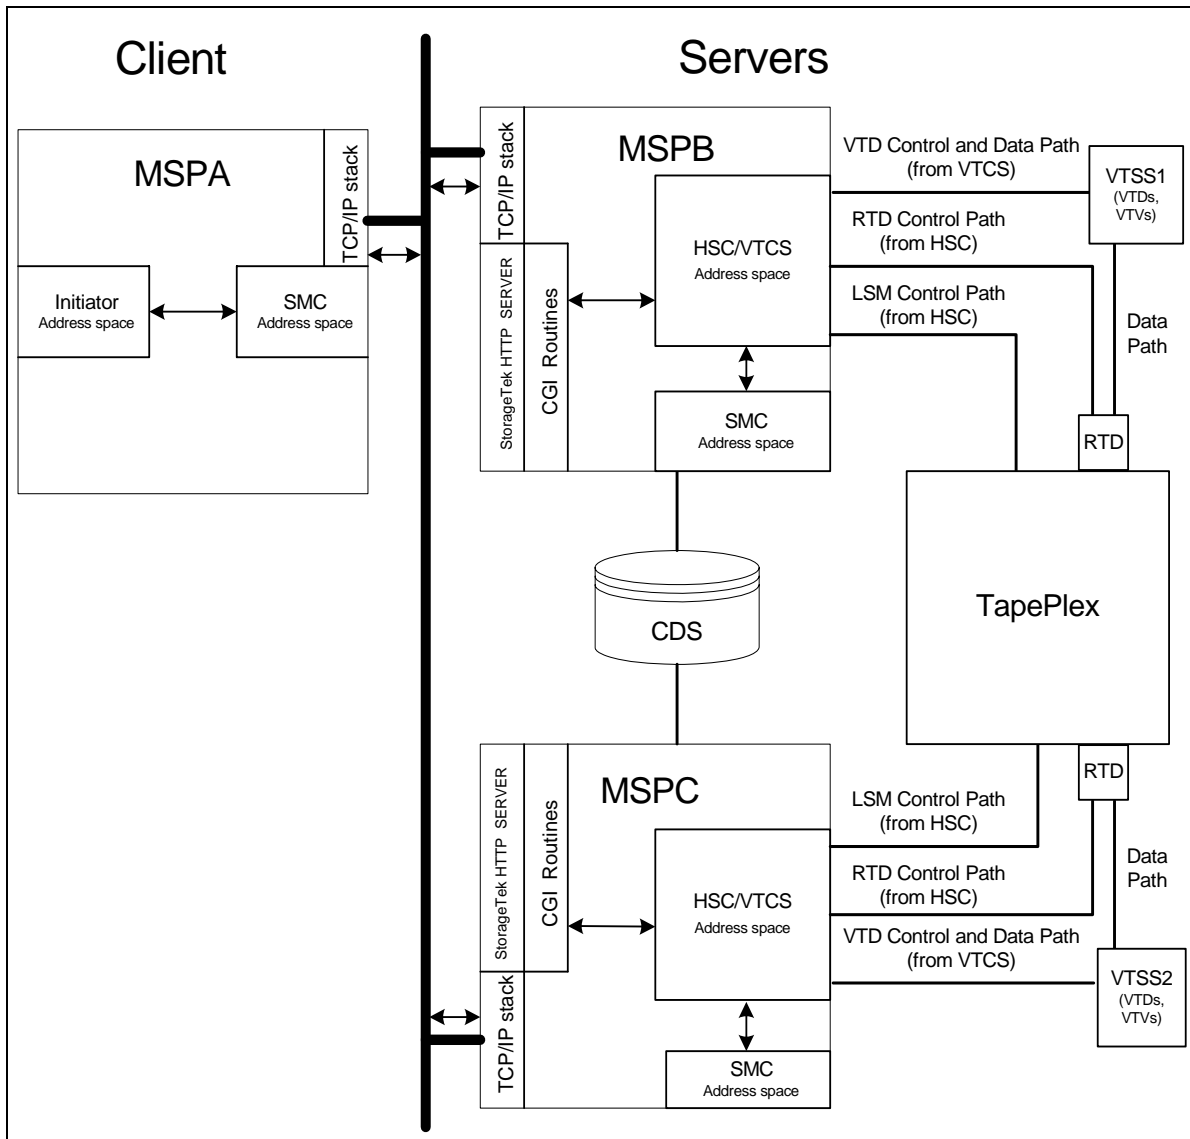 Client
Servers
MSPA
TCP/IP stack
Initiator
Address space
SMC
Address space
TCP/IP stack
MSPB
StorageTek HTTP SERVER
CGI Routines
HSC/VTCS
Address space
SMC
Address space
VTD Control and Data Path
(from VTCS)
VTSS1
(VTDs,
VTVs)
RTD Control Path
(from HSC)
LSM Control Path
(from HSC)
Data
Path
RTD
TapePlex
CDS
RTD
StorageTek HTTP SERVER
CGI Routines
MSPC
TCP/IP stack
HSC/VTCS
Address space
SMC
Address space
LSM Control Path
(from HSC)
RTD Control Path
(from HSC)
Data
Path
VTD Control and Data Path
(from VTCS)
VTSS2
(VTDs,
VTVs)